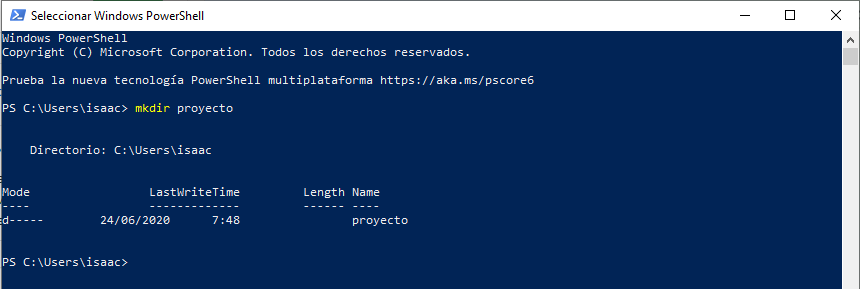 Seleccionar Windows PowerShell
Windows PowerShell
Copyright (C) Microsoft Corporation. Todos los derechos reservados.
Prueba la nueva tecnología PowerShell multiplataforma https://aka.ms/pscore6
PS C:\Users\isaac> mkdir proyecto
    Directorio: C:\Users\isaac
Mode                 LastWriteTime         Length Name
----                 -------------         ------ ----
d-----        24/06/2020      7:48                proyecto
PS C:\Users\isaac>